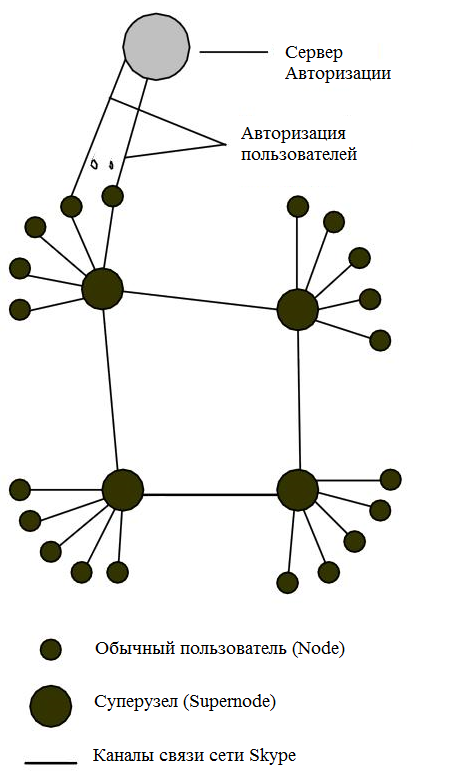 Сервер
Авторизации
Авторизация
пользователей
Обычный пользователь (Node)
Суперузел (Supernode)
Каналы связи сети Skype